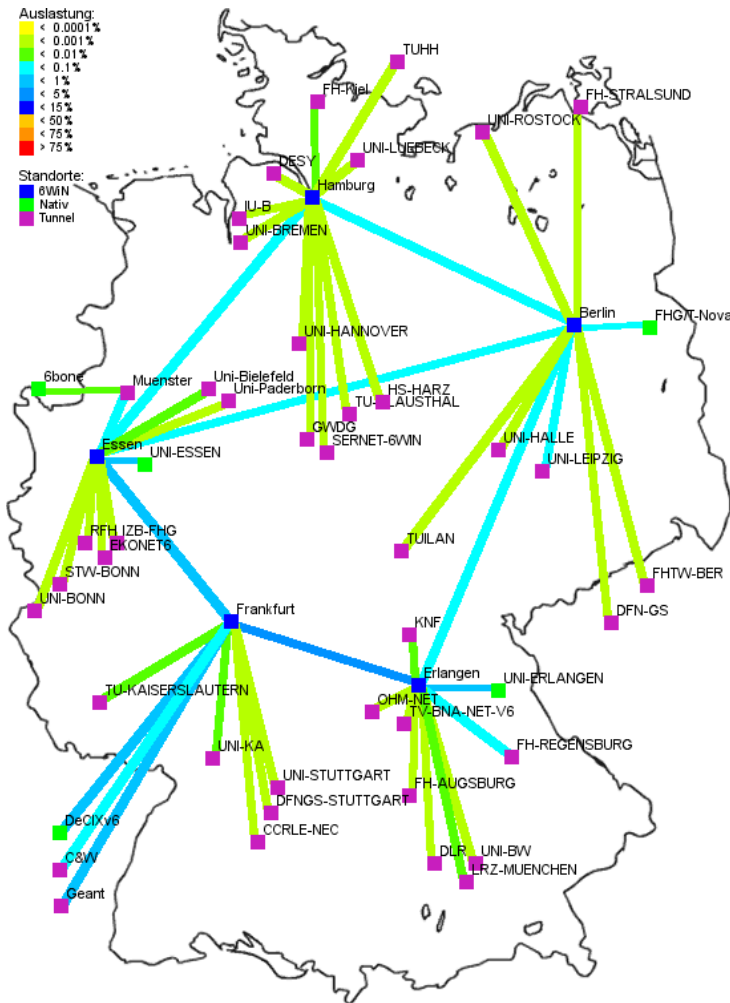 Auslastung:
< 0.0001%
< 0.001%
< 0.01%
< 0.1%
< 1%
< 5%
< 15%
< 50%
< 75%
> 75%
Standorte:
6WiN
Nativ
Tunnel
TUHH
FH-Kiel
FH-STRALSUND
UNI-ROSTOCK
UNI-LUEBECK
DESY
Hamburg
IU-B
UNI-BREMEN
Berlin
FHG/T-Nova
UNI-HANNOVER
6bone
Muenster
Uni-Bielefeld
Uni-Paderborn
HS-HARZ
TU-CLAUSTHAL
GWDG
SERNET-6WIN
Essen
UNI-ESSEN
UNI-HALLE
UNI-LEIPZIG
RFH IZB-FHG
EKONET6
TUILAN
STW-BONN
UNI-BONN
FHTW-BER
DFN-GS
Frankfurt
KNF
Erlangen
UNI-ERLANGEN
TU-KAISERSLAUTERN
OHM-NET
TV-BNA-NET-V6
UNI-KA
FH-REGENSBURG
UNI-STUTTGART
FH-AUGSBURG
DFNGS-STUTTGART
DeCIXv6
CCRLE-NEC
C&W
DLR
UNI-BW
LRZ-MUENCHEN
Geant